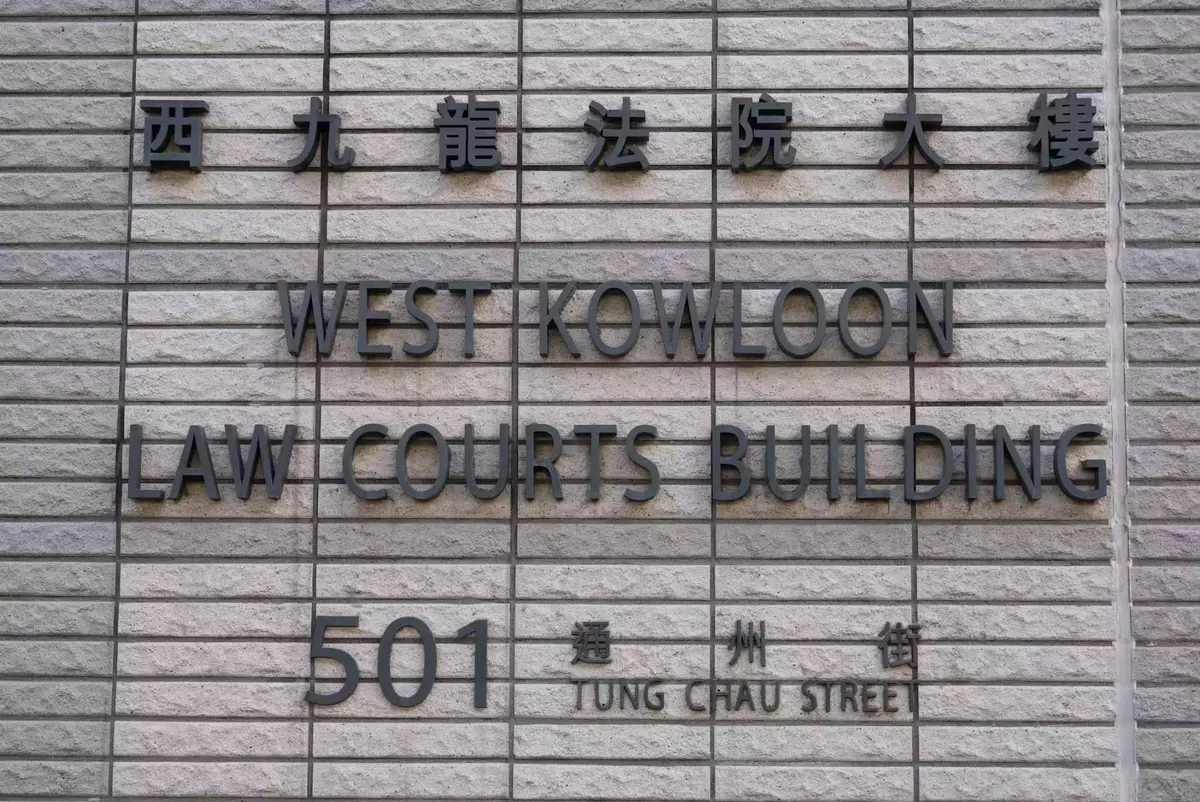 西九龍法院大樓
WEST KOWLOON
LAW COURTS BUILDING
501 通州街
TUNG CHAU STREET